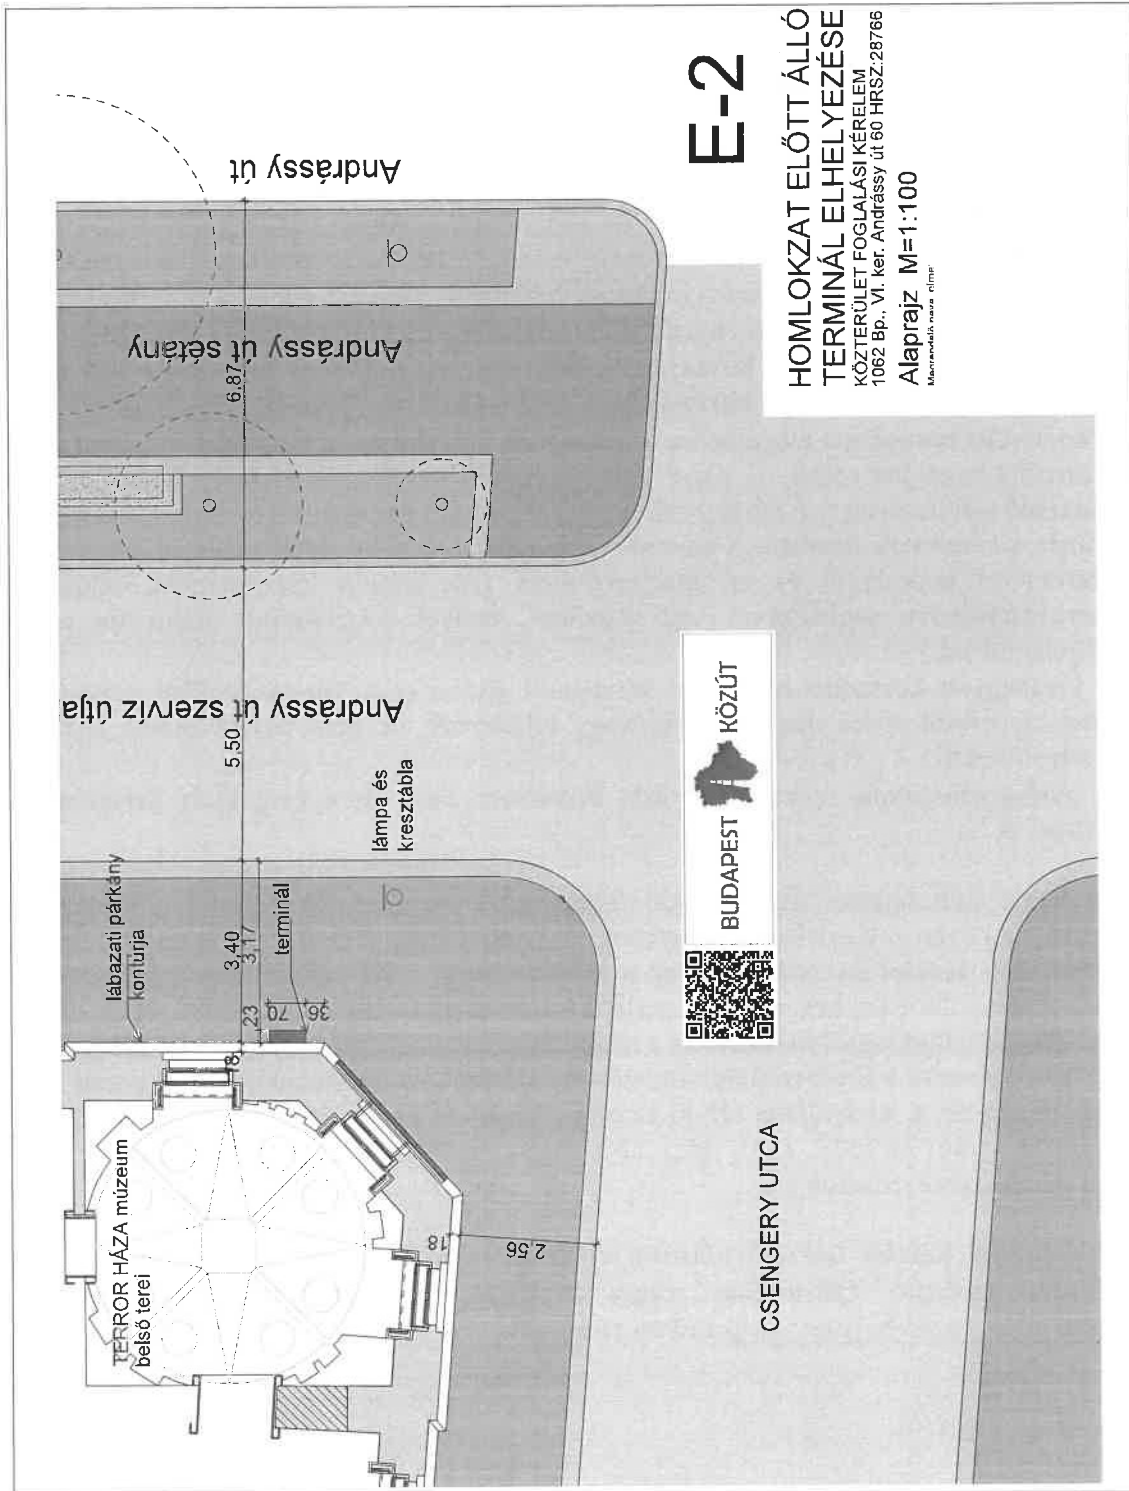 E-2
HOMLOKZAT ELŐTT ÁLLÓ
TERMINÁL ELHELYEZÉSE
KÖZTERÜLET FOGLALÁSI KÉRELEM
1062 Bp., VI. ker. Andrássy út 60 HRSZ:28766
Alaprajz M=1:100
Andrássy út
Andrássy út sétány
6,87
Andrássy út szervíz útja
5,50
lámpa és
kresztábla
lábazati párkány
konturja
3,40
3,17
terminál
23
70
36
18
TERROR HÁZA múzeum
belső terei
18
2,56
BUDAPEST KÖZÚT
CSENGERY UTCA